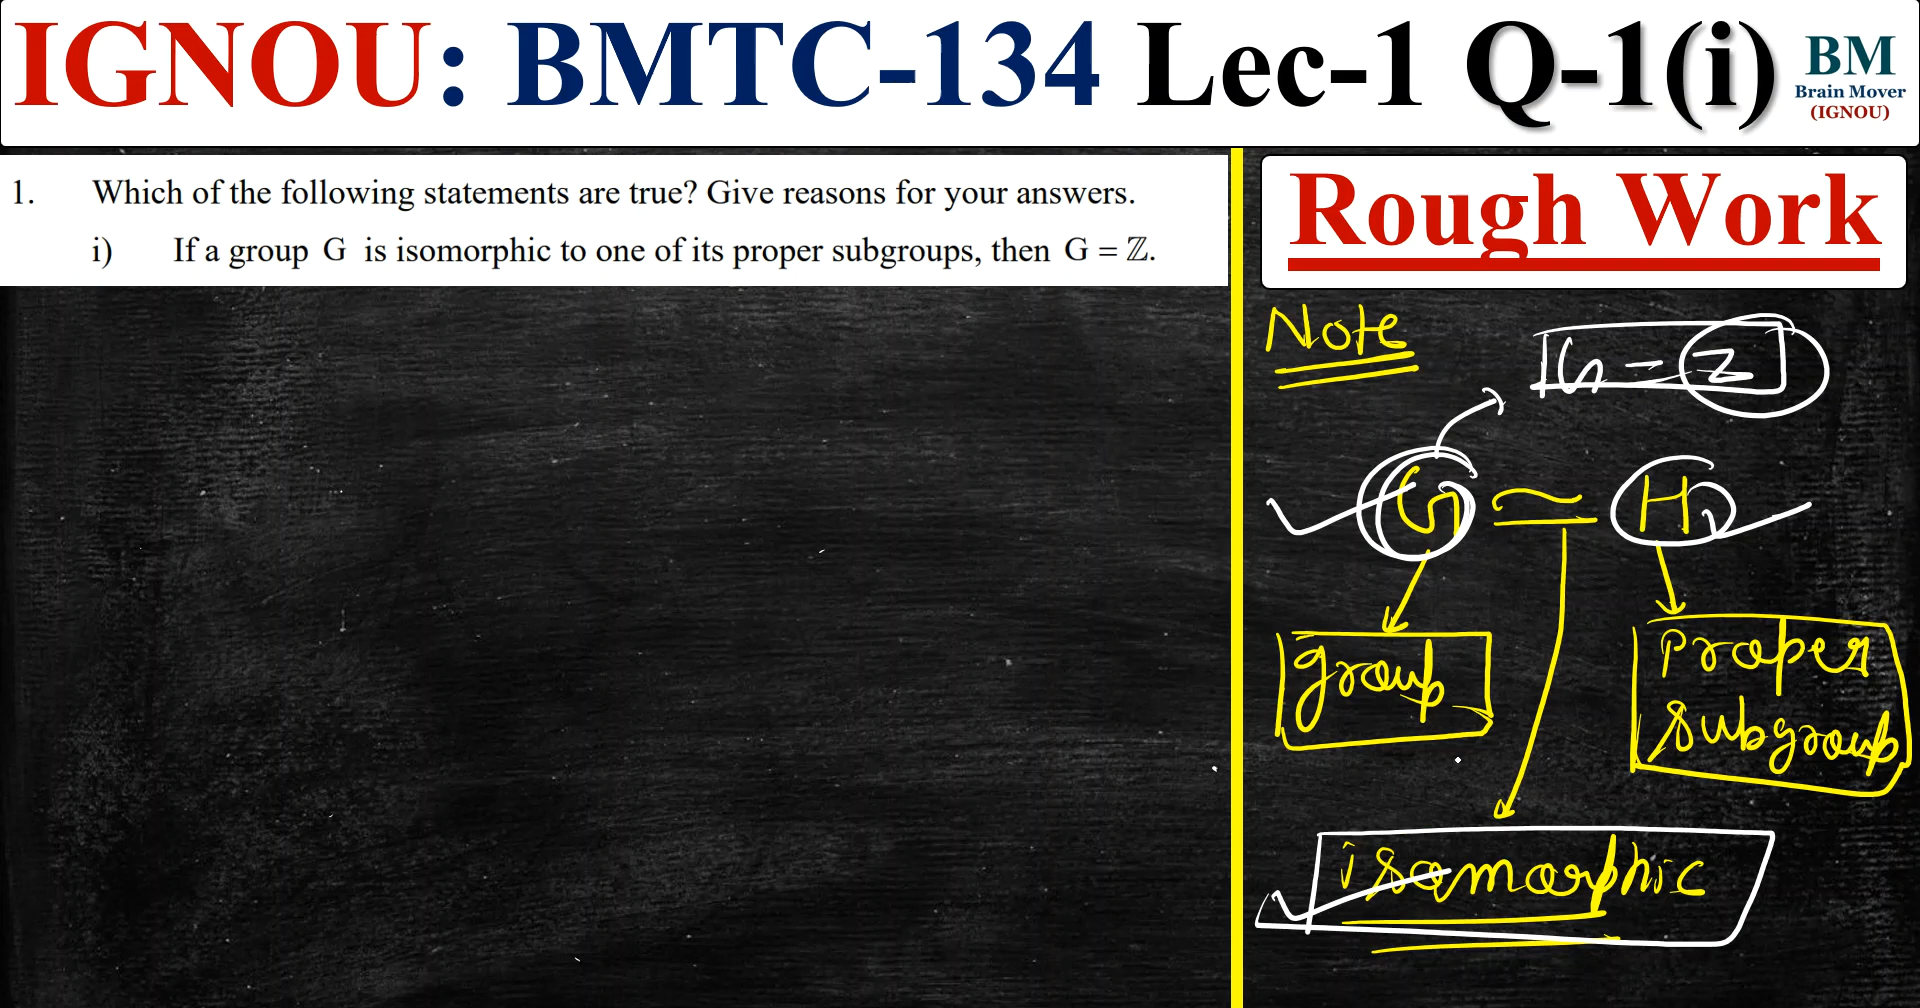 IGNOU: BMTC-134 Lec-1 Q-1(i)
BM
Brain Mover
(IGNOU)
1. Which of the following statements are true? Give reasons for your answers.
i) If a group G is isomorphic to one of its proper subgroups, then G = ℤ.
Rough Work
Note
G = Z
G ≃ H
group
Proper
subgroup
isomorphic